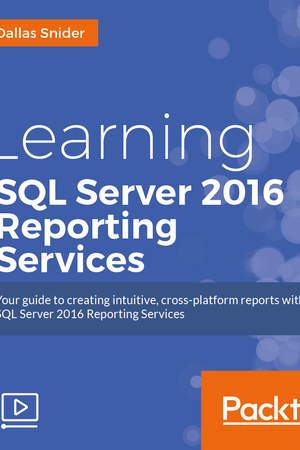 Dallas Snider
Learning
SQL Server 2016
Reporting
Services
Your guide to creating intuitive, cross-platform reports with
SQL Server 2016 Reporting Services
Packt